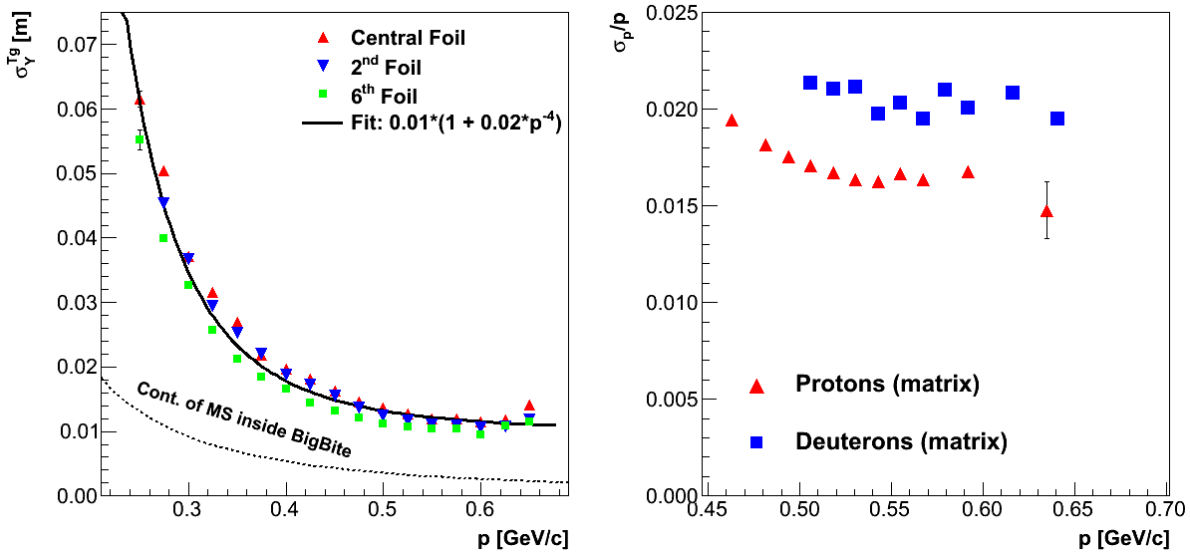 σ_Y^Tg [m]
0.07
0.06
0.05
0.04
0.03
0.02
0.01
0.00
Central Foil
2nd Foil
6th Foil
Fit: 0.01*(1 + 0.02*p-4)
Cont. of MS inside BigBite
0.3 0.4 0.5 0.6
p [GeV/c]
σp/p
0.025
0.020
0.015
0.010
0.005
0.000
Protons (matrix)
Deuterons (matrix)
0.45 0.50 0.55 0.60 0.65 0.70
p [GeV/c]